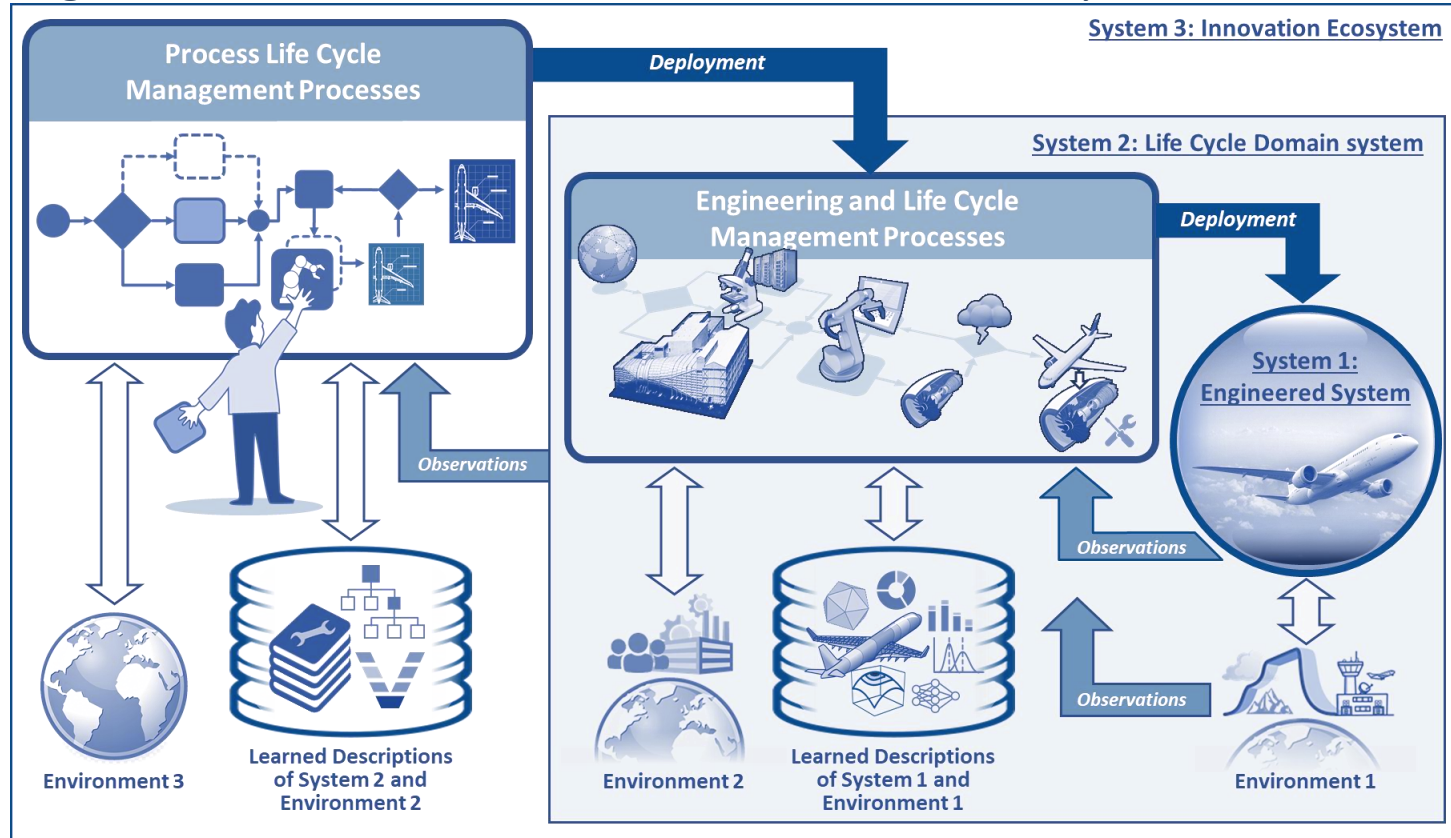 System 3: Innovation Ecosystem
Process Life Cycle
Management Processes
Deployment
System 2: Life Cycle Domain system
Engineering and Life Cycle
Management Processes
Deployment
System 1:
Engineered System
Observations
Observations
Observations
Environment 3
Learned Descriptions
of System 2 and
Environment 2
Environment 2
Learned Descriptions
of System 1 and
Environment 1
Environment 1